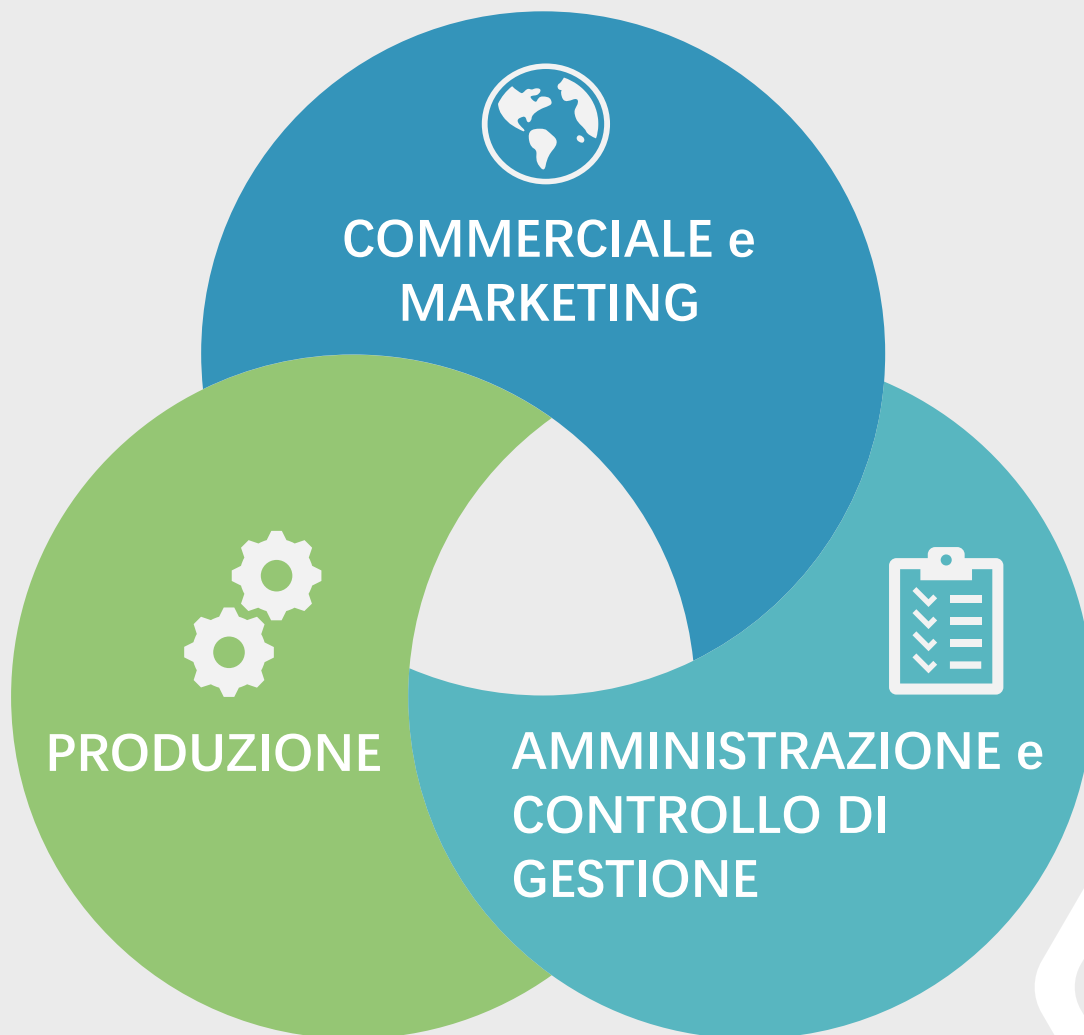 COMMERCIALE e
MARKETING
PRODUZIONE
AMMINISTRAZIONE e
CONTROLLO DI
GESTIONE